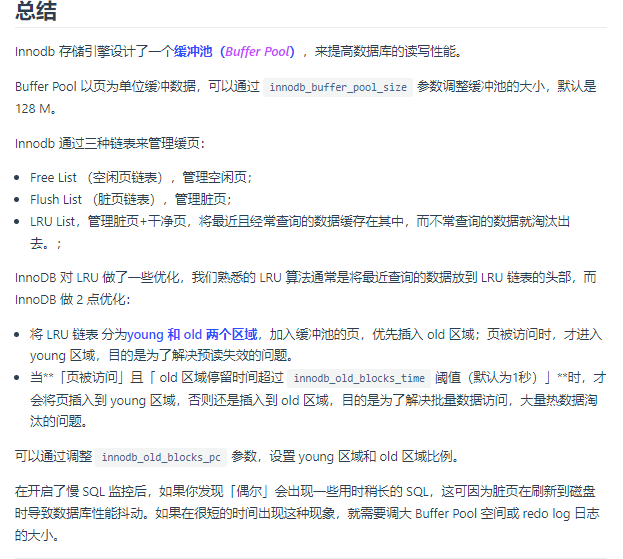 总结
Innodb 存储引擎设计了一个缓冲池（Buffer Pool），来提高数据库的读写性能。
Buffer Pool 以页为单位缓冲数据，可以通过 innodb_buffer_pool_size 参数调整缓冲池的大小，默认是
128 M。
Innodb 通过三种链表来管理缓页：
Free List （空闲页链表），管理空闲页；
Flush List （脏页链表），管理脏页；
LRU List，管理脏页+干净页，将最近且经常查询的数据缓存在其中，而不常查询的数据就淘汰出
去。；
InnoDB 对 LRU 做了一些优化，我们熟悉的 LRU 算法通常是将最近查询的数据放到 LRU 链表的头部，而
InnoDB 做 2 点优化：
将 LRU 链表 分为young 和 old 两个区域，加入缓冲池的页，优先插入 old 区域；页被访问时，才进入
young 区域，目的是为了解决预读失效的问题。
当**「页被访问」且「 old 区域停留时间超过 innodb_old_blocks_time 阈值（默认为1秒）」**时，才
会将页插入到 young 区域，否则还是插入到 old 区域，目的是为了解决批量数据访问，大量热数据淘
汰的问题。
可以通过调整 innodb_old_blocks_pc 参数，设置 young 区域和 old 区域比例。
在开启了慢 SQL 监控后，如果你发现「偶尔」会出现一些用时稍长的 SQL，这可因为脏页在刷新到磁盘
时导致数据库性能抖动。如果在很短的时间出现这种现象，就需要调大 Buffer Pool 空间或 redo log 日志
的大小。